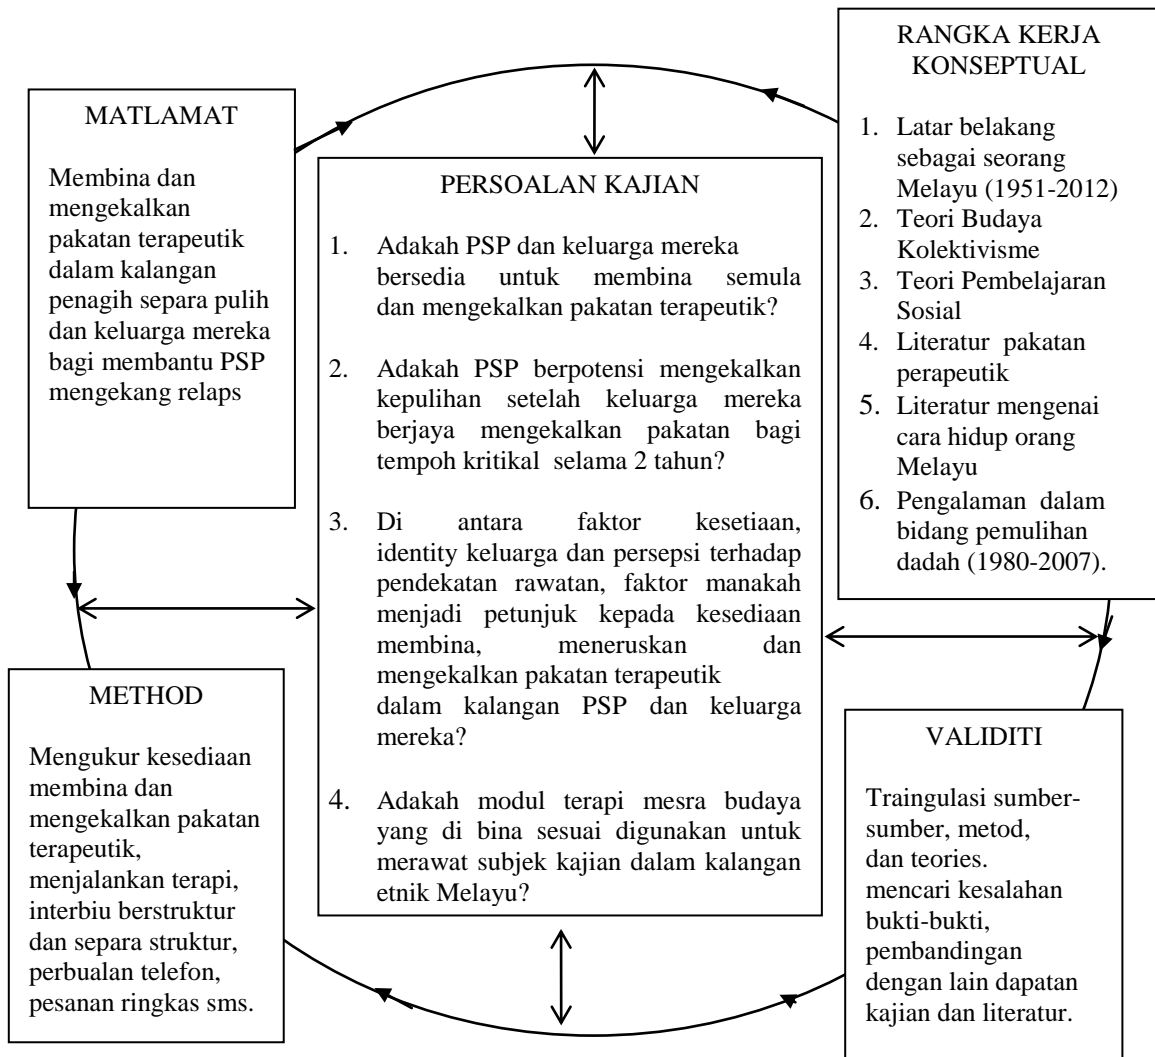 MATLAMAT
Membina dan
mengekalkan
pakatan terapeutik
dalam kalangan
penagih separa pulih
dan keluarga mereka
bagi membantu PSP
mengekang relaps
RANGKA KERJA
KONSEPTUAL
1. Latar belakang
sebagai seorang
Melayu (1951-2012)
2. Teori Budaya
Kolektivisme
3. Teori Pembelajaran
Sosial
4. Literatur pakatan
perapeutik
5. Literatur mengenai
cara hidup orang
Melayu
6. Pengalaman dalam
bidang pemulihan
dadah (1980-2007).
PERSOALAN KAJIAN
1. Adakah PSP dan keluarga mereka
bersedia untuk membina semula
dan mengekalkan pakatan terapeutik?
2. Adakah PSP berpotensi mengekalkan
kepulihan setelah keluarga mereka
berjaya mengekalkan pakatan bagi
tempoh kritikal selama 2 tahun?
3. Di antara faktor kesetiaan,
identity keluarga dan persepsi terhadap
pendekatan rawatan, faktor manakah
menjadi petunjuk kepada kesediaan
membina, meneruskan dan
mengekalkan pakatan terapeutik
dalam kalangan PSP dan keluarga
mereka?
4. Adakah modul terapi mesra budaya
yang di bina sesuai digunakan untuk
merawat subjek kajian dalam kalangan
etnik Melayu?
METHOD
Mengukur kesediaan
membina dan
mengekalkan pakatan
terapeutik,
menjalankan terapi,
interbiu berstruktur
dan separa struktur,
perbualan telefon,
pesanan ringkas sms.
VALIDITI
Traingulasi sumber-
sumber, metod,
dan teories.
mencari kesalahan
bukti-bukti,
pembandingan
dengan lain dapatan
kajian dan literatur.